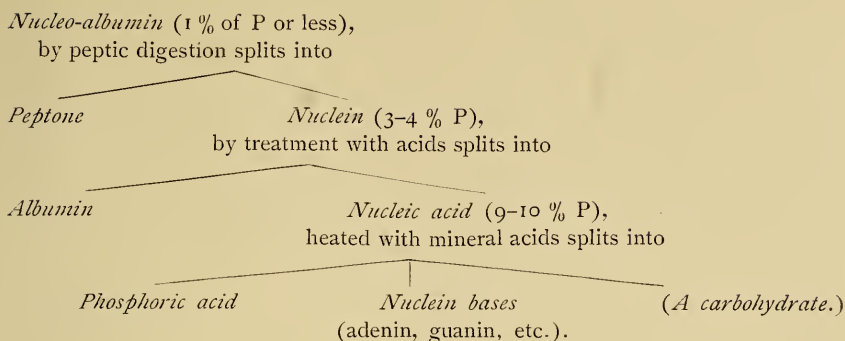 Nucleo-albumin (1 % of P or less),
by peptic digestion splits into
Peptone Nuclein (3–4 % P),
by treatment with acids splits into
Albumin Nucleic acid (9–10 % P),
heated with mineral acids splits into
Phosphoric acid Nuclein bases (A carbohydrate.)
(adenin, guanin, etc.).